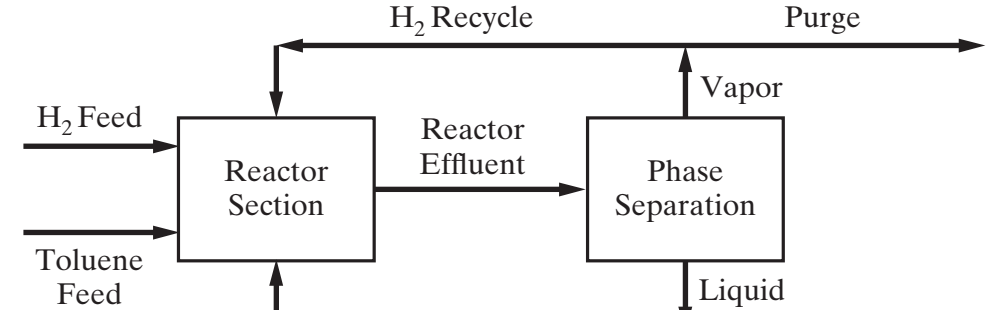 H₂ Recycle
Purge
Vapor
H₂ Feed
Reactor
Effluent
Reactor
Section
Phase
Separation
Toluene
Feed
Liquid